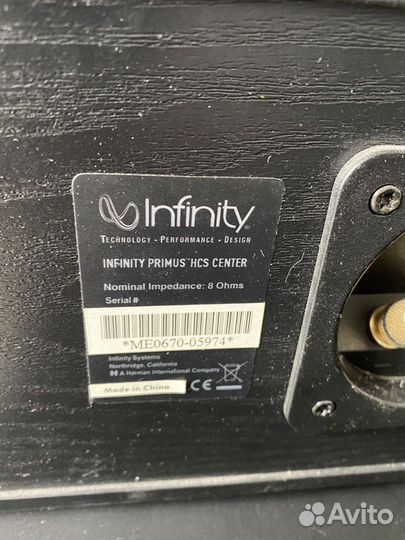 Infinity®
TECHNOLOGY • PERFORMANCE • DESIGN
INFINITY PRIMUS™ HCS CENTER
Nominal Impedance: 8 Ohms
Serial #
*ME0670-05974*
Infinity Systems
Northridge, California
H A Harman International Company
Made in China
CE
Avito